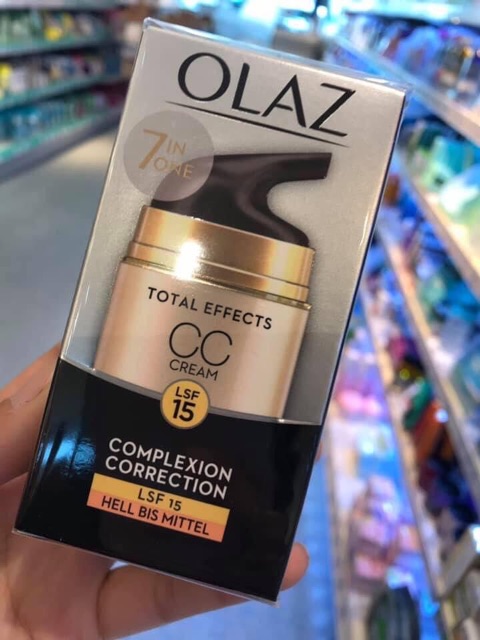 OLAZ
7 IN
ONE
TOTAL EFFECTS
CC
CREAM
LSF
15
COMPLEXION
CORRECTION
LSF 15
HELL BIS MITTEL